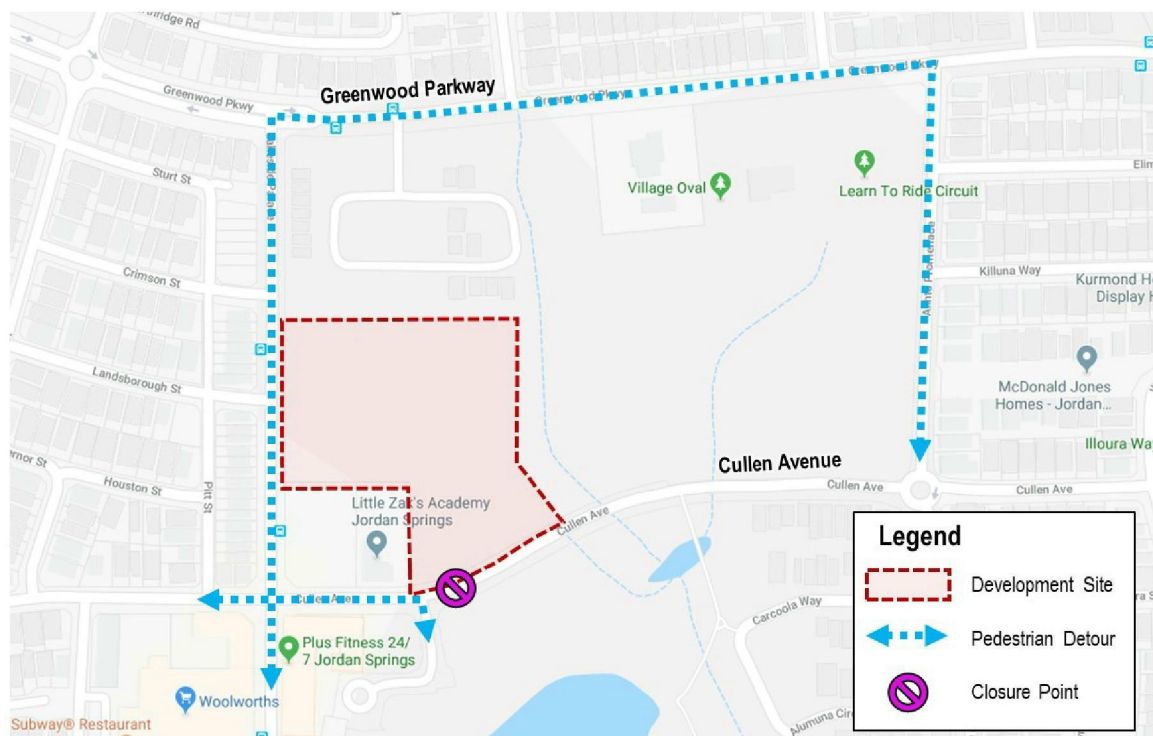 Greenwood Pkwy
Greenwood Parkway
Greenwood Pkwy
Greenwood Pkwy
Sturt St
Village Oval
Learn To Ride Circuit
Crimson St
Killuna Way
Kurmond Ho
Display H
Landsborough St
McDonald Jones
Homes - Jordan...
Illoura Way
Cullen Avenue
Houston St
Pitt St
Little Zak's Academy
Jordan Springs
Cullen Ave
Cullen Ave
Cullen Ave
Cullen Ave
Carcoola Way
Plus Fitness 24/
7 Jordan Springs
Woolworths
Subway® Restaurant
Legend
Development Site
Pedestrian Detour
Closure Point